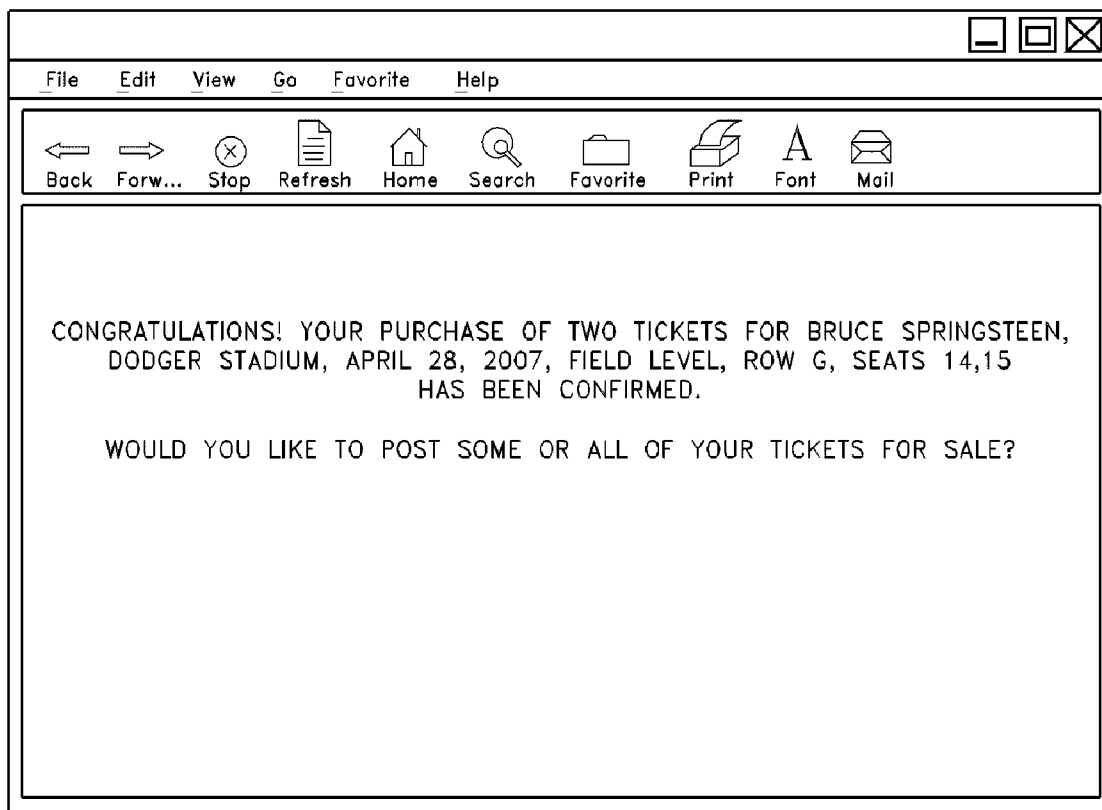 File Edit View Go Favorite Help
Back Forw... Stop Refresh Home Search Favorite Print Font Mail
CONGRATULATIONS! YOUR PURCHASE OF TWO TICKETS FOR BRUCE SPRINGSTEEN,
DODGER STADIUM, APRIL 28, 2007, FIELD LEVEL, ROW G, SEATS 14,15
HAS BEEN CONFIRMED.
WOULD YOU LIKE TO POST SOME OR ALL OF YOUR TICKETS FOR SALE?